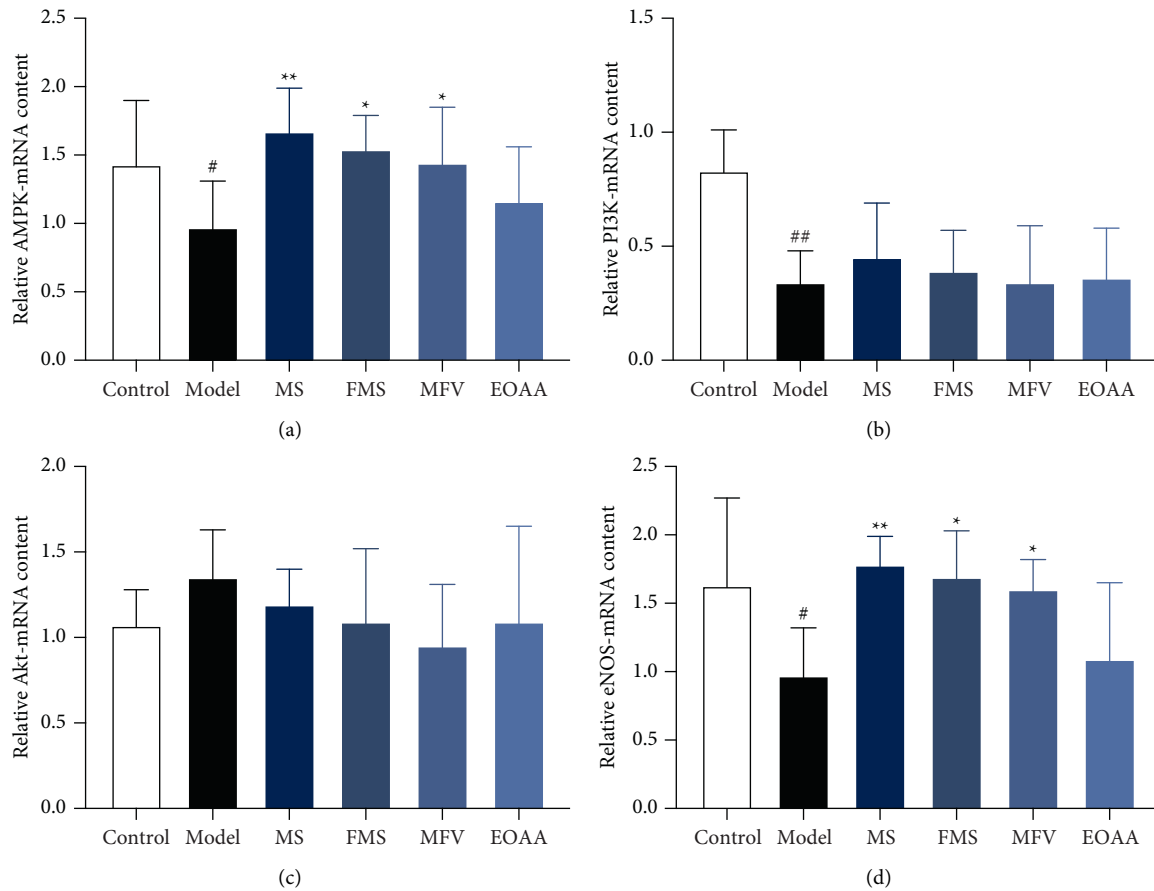 Relative AMPK-mRNA content
2.5
2.0
1.5
1.0
0.5
0.0
#
**
*
*
Control Model MS FMS MFV EOAA
(a)
Relative PI3K-mRNA content
1.5
1.0
0.5
0.0
##
Control Model MS FMS MFV EOAA
(b)
Relative Akt-mRNA content
2.0
1.5
1.0
0.5
0.0
Control Model MS FMS MFV EOAA
(c)
Relative eNOS-mRNA content
2.5
2.0
1.5
1.0
0.5
0.0
#
**
*
*
Control Model MS FMS MFV EOAA
(d)